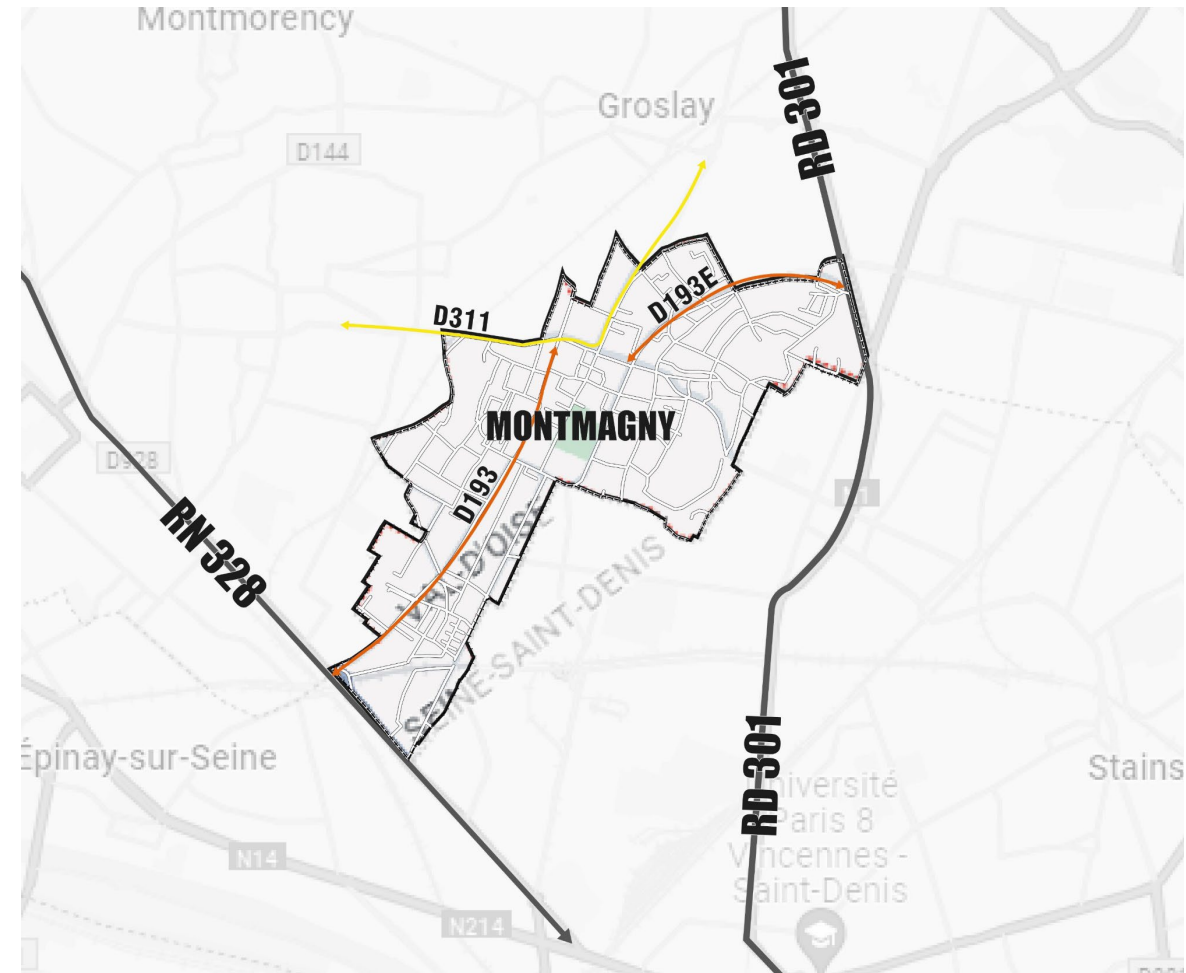 Montmorency
RD 301
Groslay
D144
D193E
D311
MONTMAGNY
D928
D193
RN 328
VAL-D'OISE
SEINE-SAINT-DENIS
Épinay-sur-Seine
RD 301
Stains
Université
Paris 8
Vincennes -
Saint-Denis
N14
N214